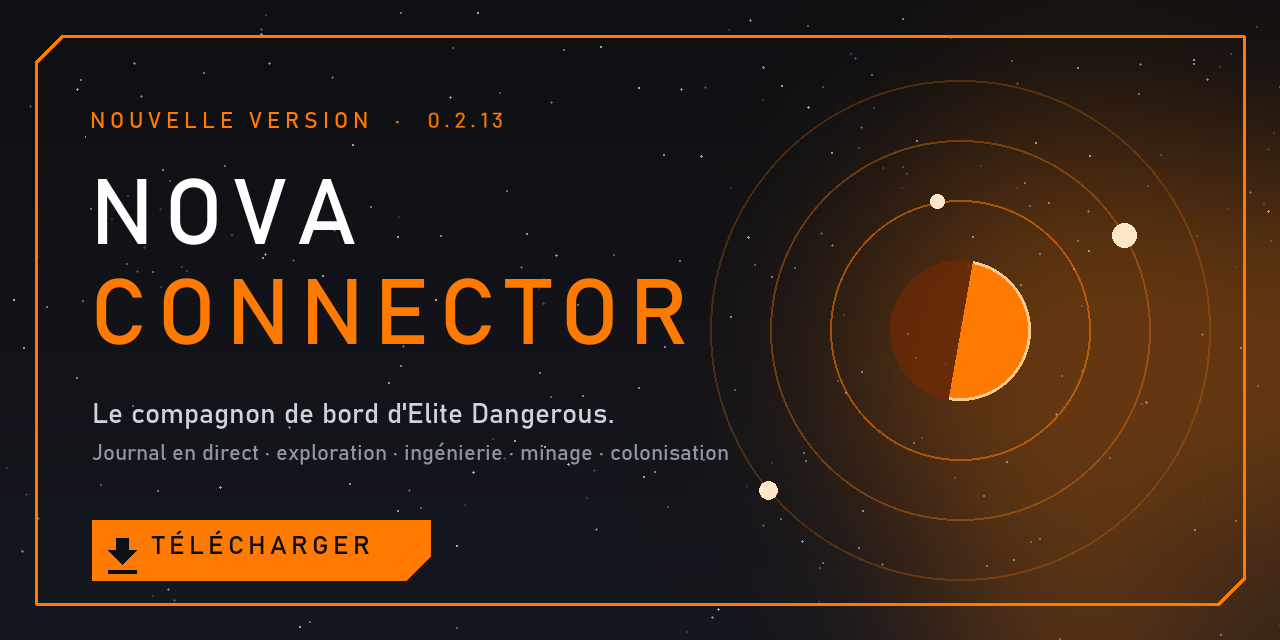 NOUVELLE VERSION · 0.2.13
NOVA
CONNECTOR
Le compagnon de bord d'Elite Dangerous.
Journal en direct · exploration · ingénierie · minage · colonisation
TÉLÉCHARGER